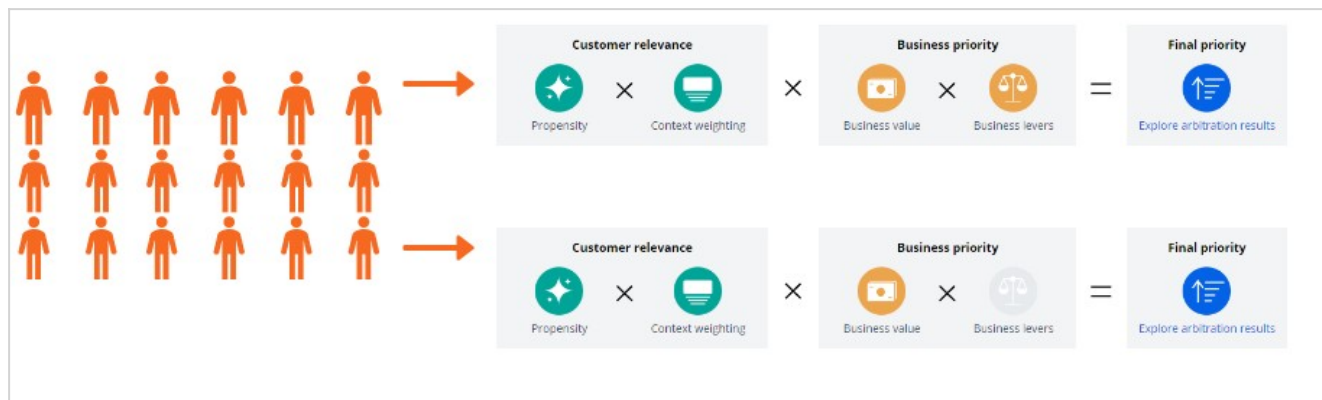 Customer relevance
Business priority
Final priority
× × × =
Propensity
Context weighting
Business value
Business levers
Explore arbitration results
Customer relevance
Business priority
Final priority
× × × =
Propensity
Context weighting
Business value
Business levers
Explore arbitration results